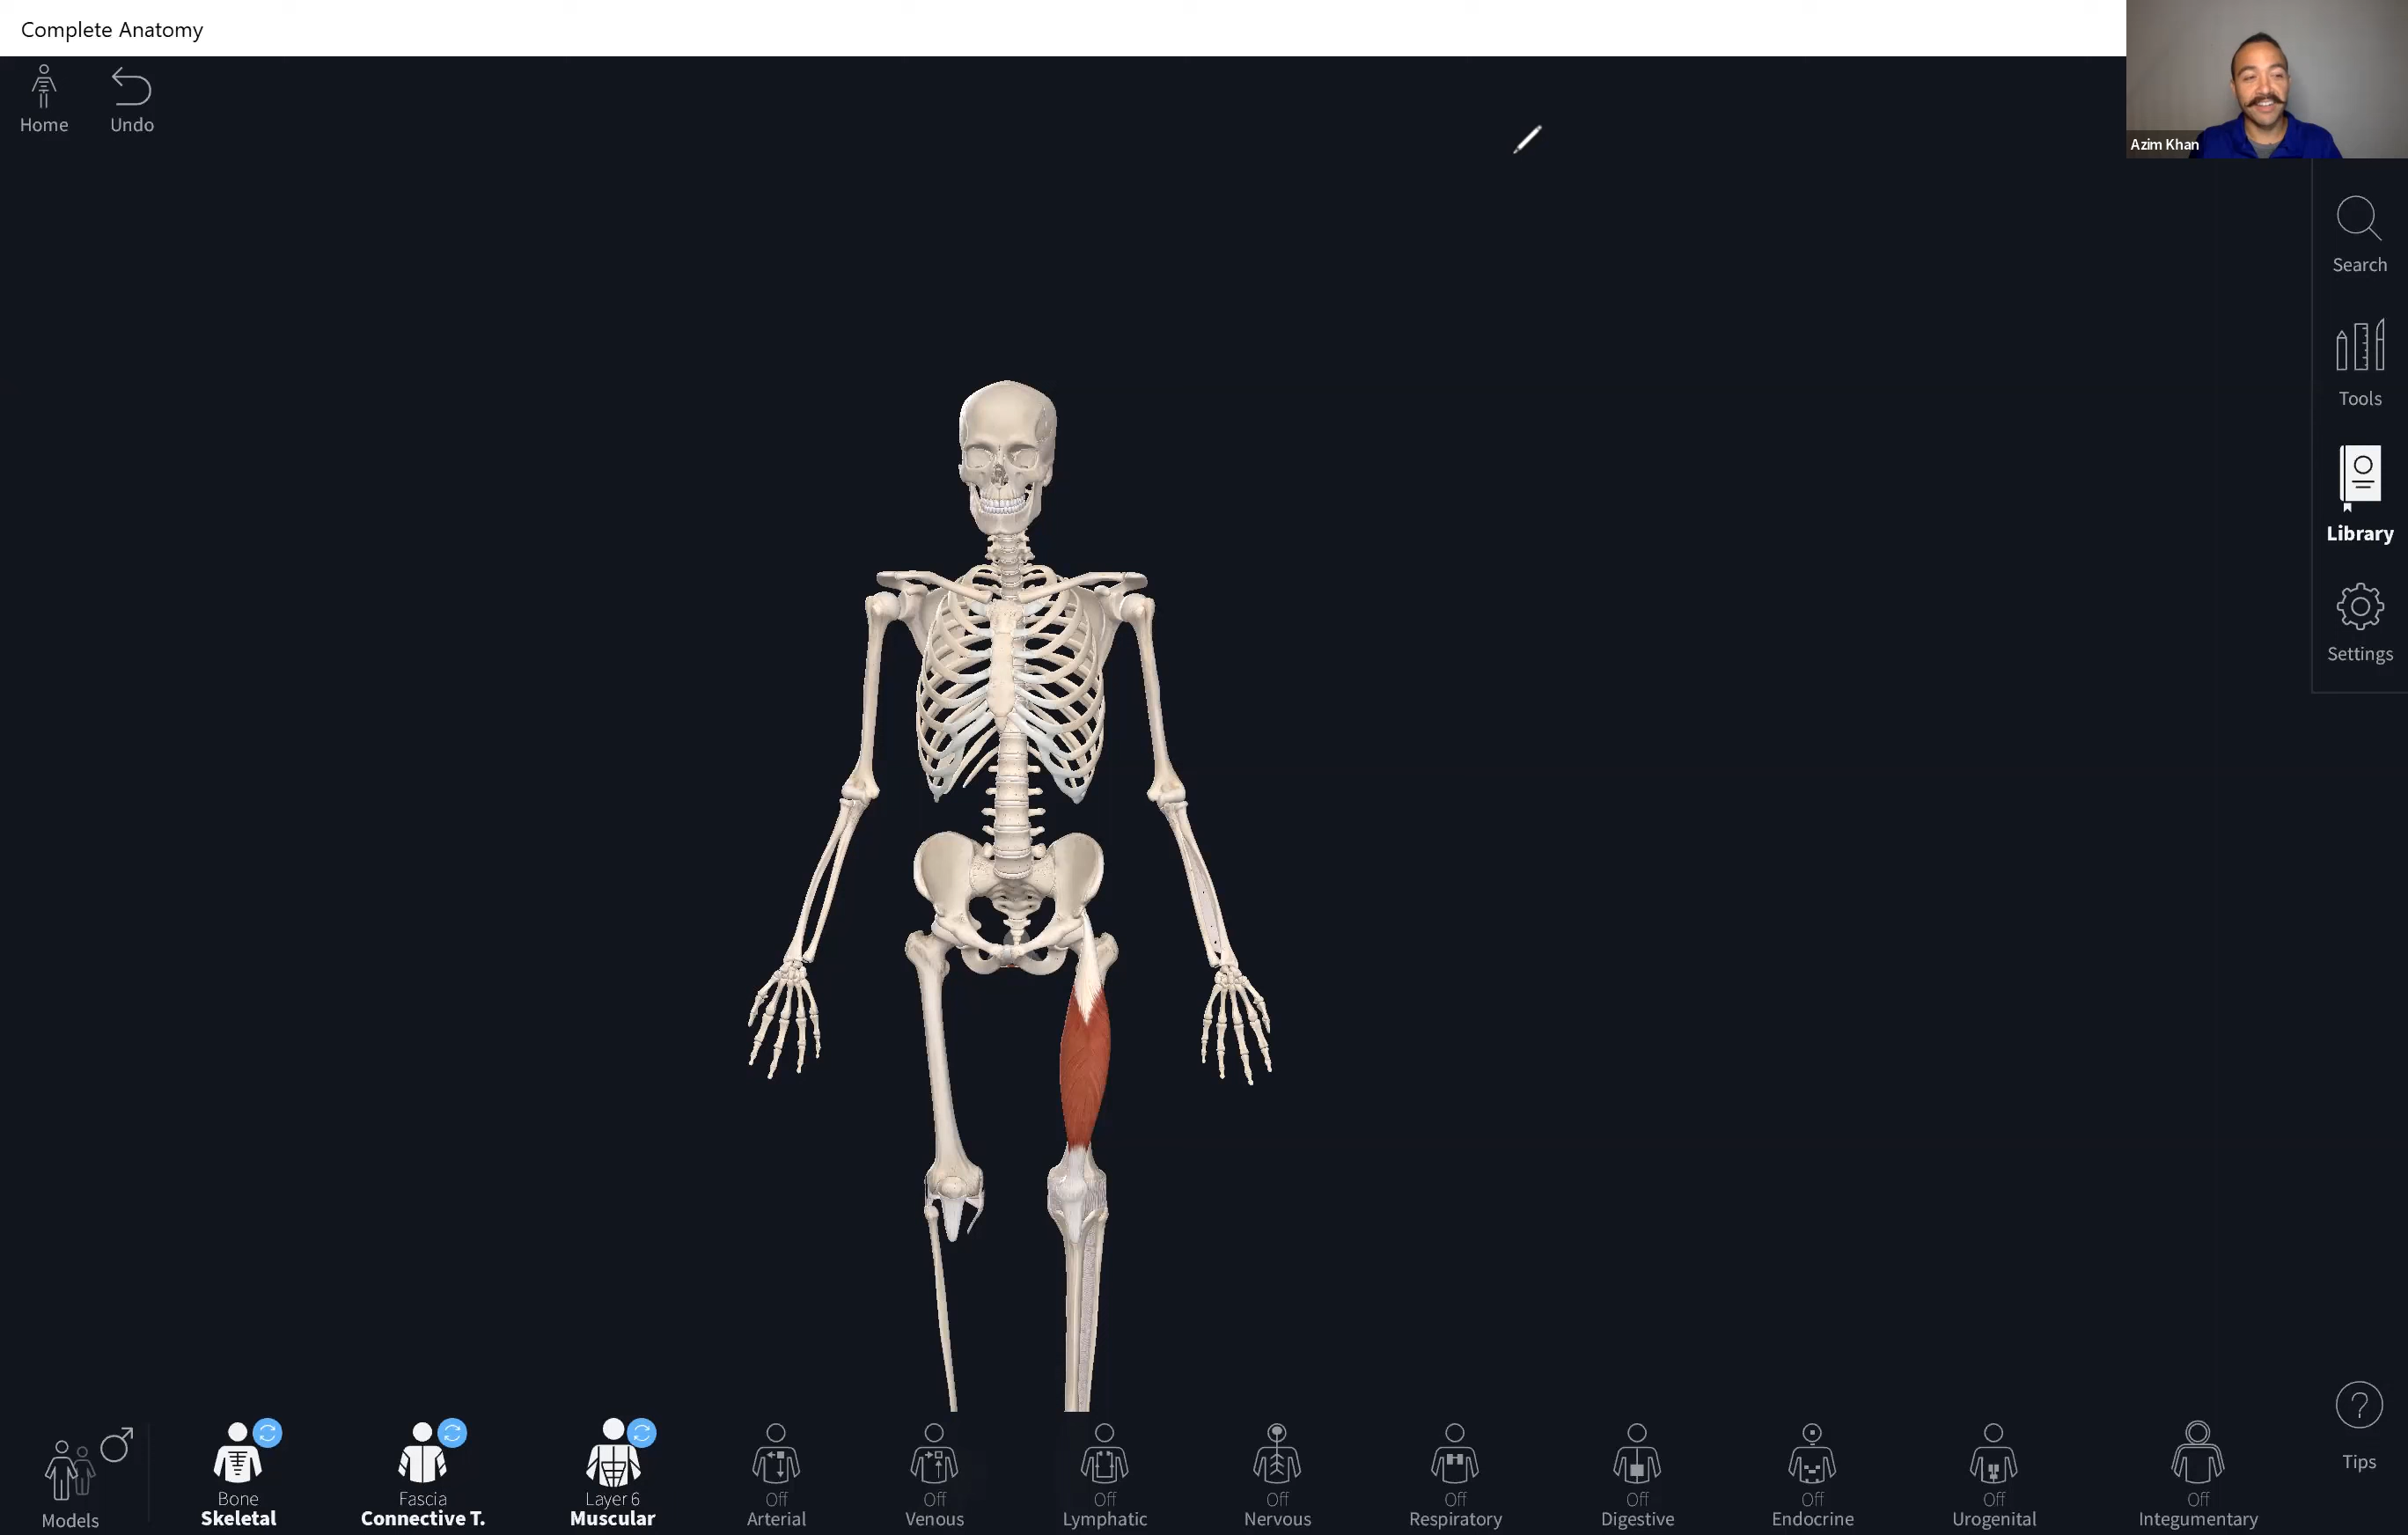 Complete Anatomy
Home
Undo
Azim Khan
Search
Tools
Library
Settings
Tips
Models
Bone
Skeletal
Fascia
Connective T.
Layer 6
Muscular
Off
Arterial
Off
Venous
Off
Lymphatic
Off
Nervous
Off
Respiratory
Off
Digestive
Off
Endocrine
Off
Urogenital
Off
Integumentary